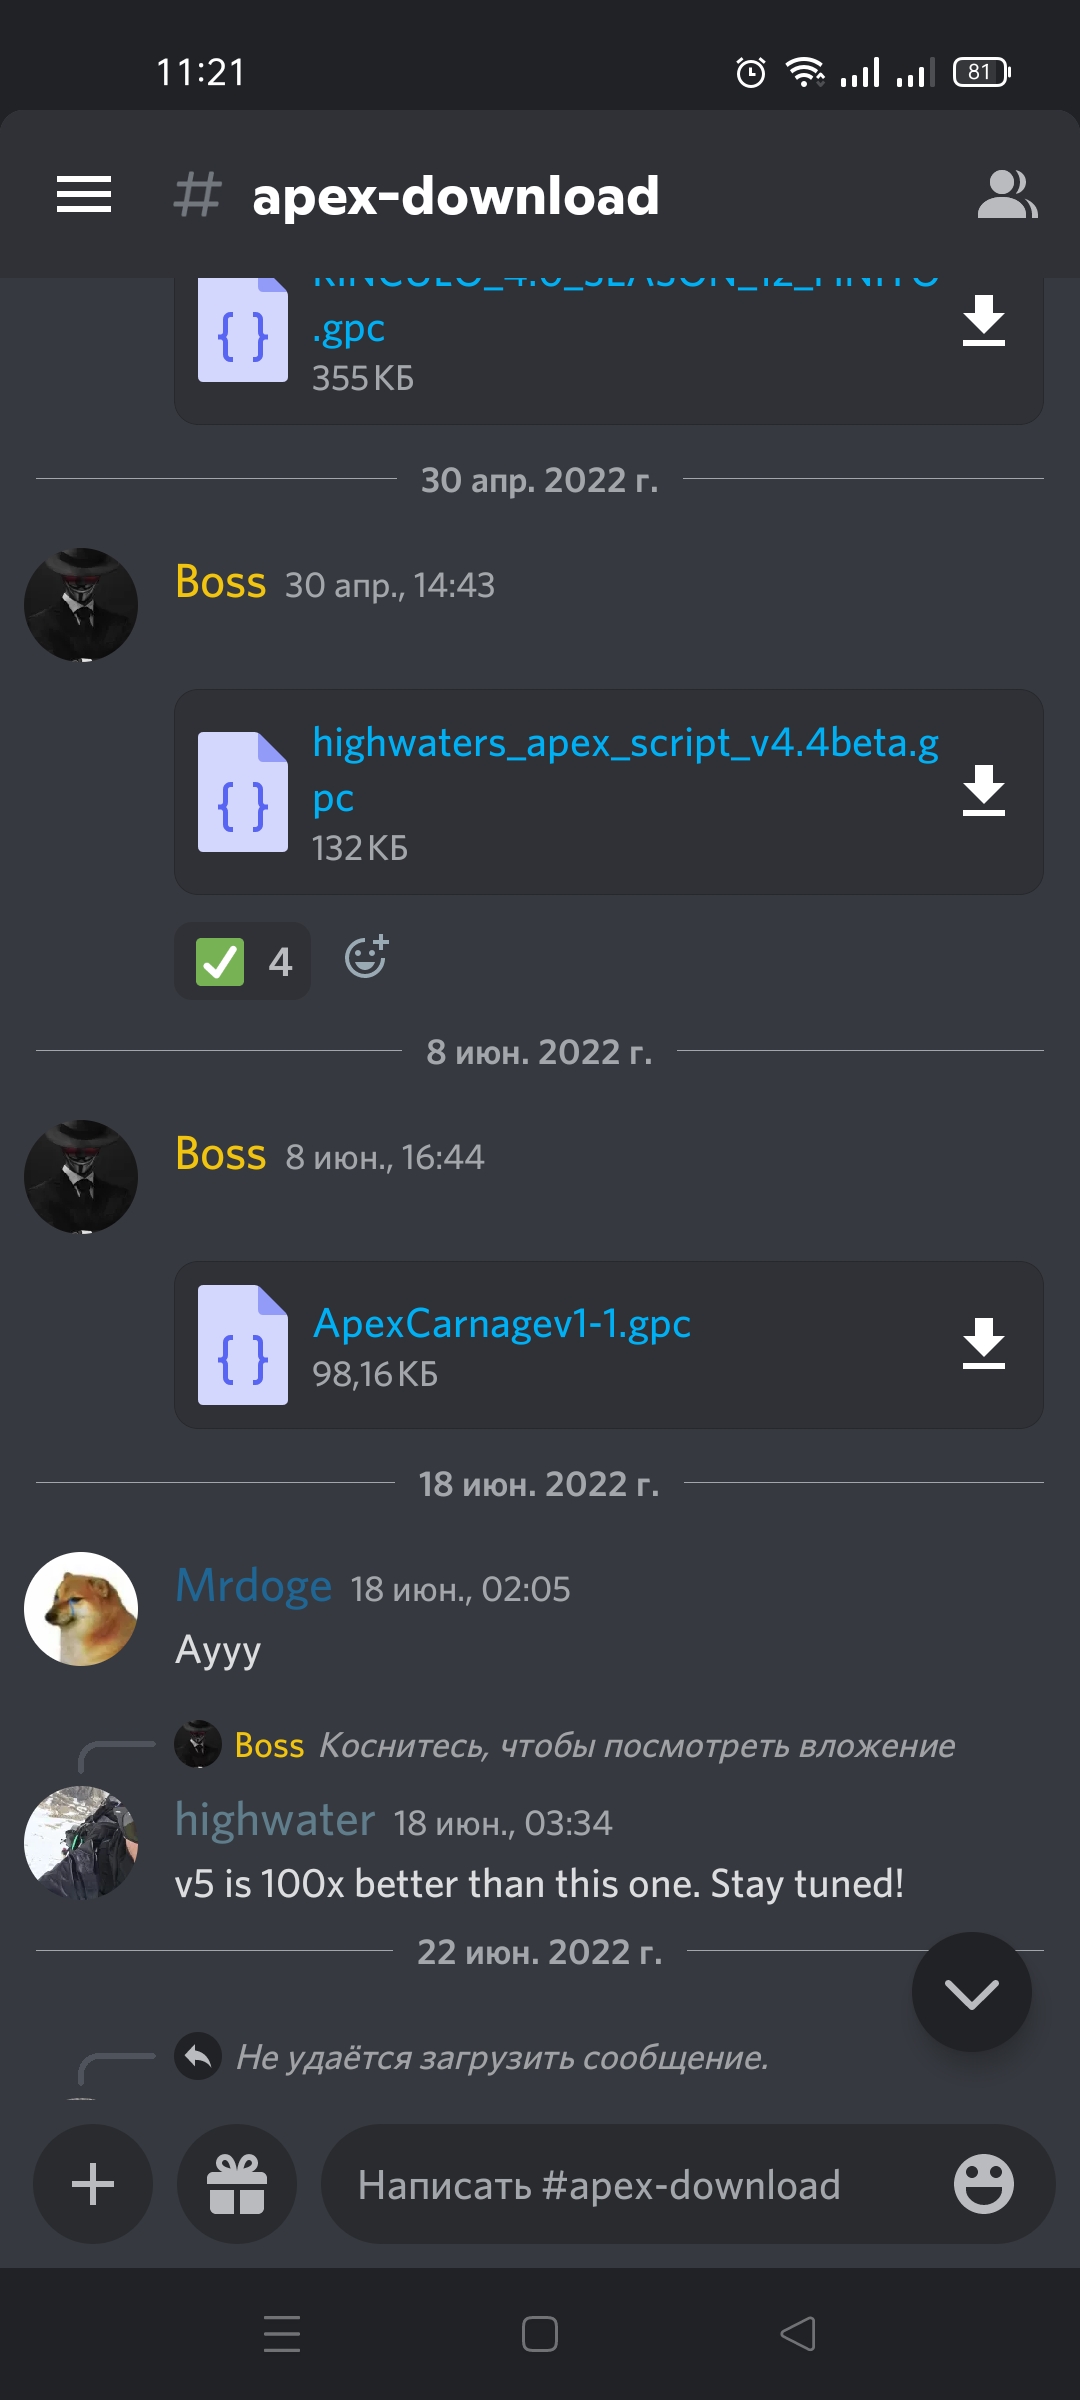 11:21
81
# apex-download
.gpc
355 КБ
30 апр. 2022 г.
Boss 30 апр., 14:43
highwaters_apex_script_v4.4beta.g
pc
132 КБ
4
8 июн. 2022 г.
Boss 8 июн., 16:44
ApexCarnagev1-1.gpc
98,16 КБ
18 июн. 2022 г.
Mrdoge 18 июн., 02:05
Ayyy
Boss Коснитесь, чтобы посмотреть вложение
highwater 18 июн., 03:34
v5 is 100x better than this one. Stay tuned!
22 июн. 2022 г.
Не удаётся загрузить сообщение.
Написать #apex-download